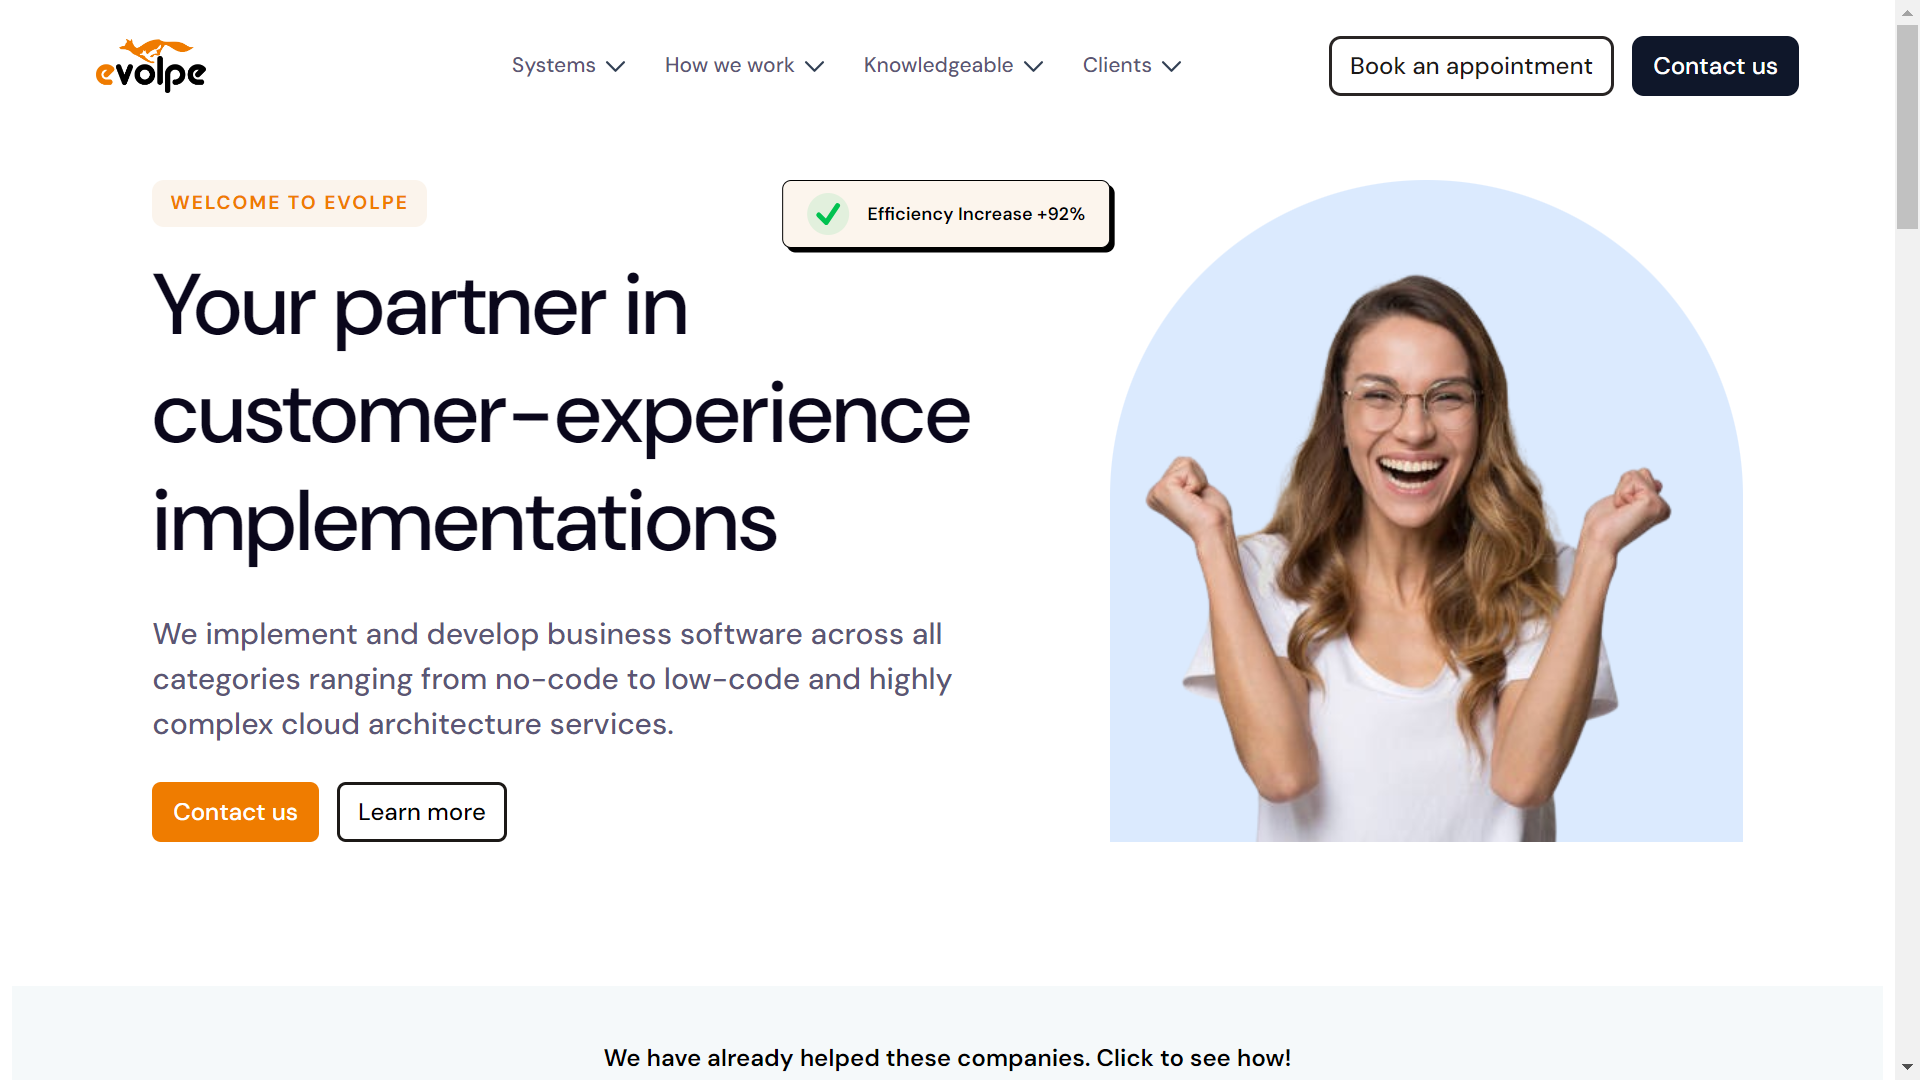 evolpe
Systems
How we work
Knowledgeable
Clients
Book an appointment
Contact us
WELCOME TO EVOLPE
Efficiency Increase +92%
Your partner in
customer-experience
implementations
We implement and develop business software across all
categories ranging from no-code to low-code and highly
complex cloud architecture services.
Contact us
Learn more
We have already helped these companies. Click to see how!